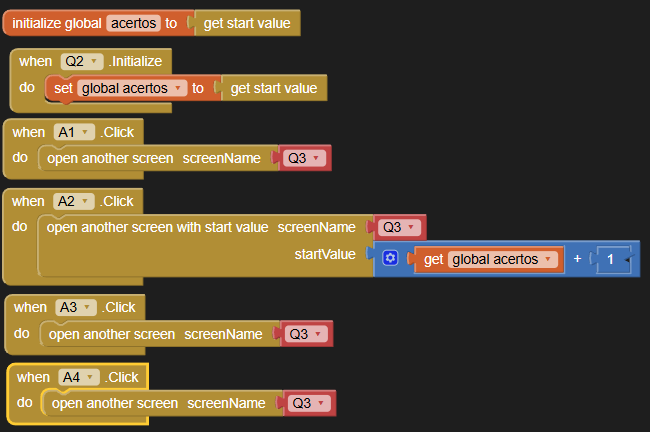 initialize global acertos to get start value
when Q2 .Initialize
do set global acertos to get start value
when A1 .Click
do open another screen screenName Q3
when A2 .Click
do open another screen with start value screenName Q3
startValue get global acertos + 1
when A3 .Click
do open another screen screenName Q3
when A4 .Click
do open another screen screenName Q3